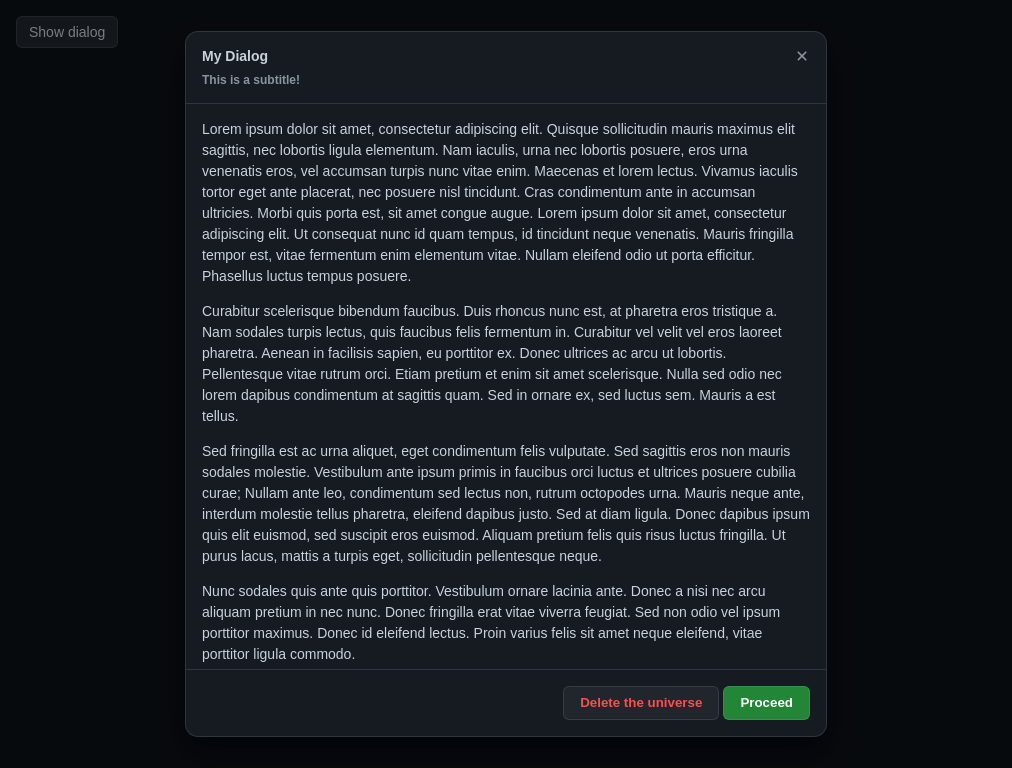 Show dialog
My Dialog
This is a subtitle!
Lorem ipsum dolor sit amet, consectetur adipiscing elit. Quisque sollicitudin mauris maximus elit
sagittis, nec lobortis ligula elementum. Nam iaculis, urna nec lobortis posuere, eros urna
venenatis eros, vel accumsan turpis nunc vitae enim. Maecenas et lorem lectus. Vivamus iaculis
tortor eget ante placerat, nec posuere nisl tincidunt. Cras condimentum ante in accumsan
ultricies. Morbi quis porta est, sit amet congue augue. Lorem ipsum dolor sit amet, consectetur
adipiscing elit. Ut consequat nunc id quam tempus, id tincidunt neque venenatis. Mauris fringilla
tempor est, vitae fermentum enim elementum vitae. Nullam eleifend odio ut porta efficitur.
Phasellus luctus tempus posuere.
Curabitur scelerisque bibendum faucibus. Duis rhoncus nunc est, at pharetra eros tristique a.
Nam sodales turpis lectus, quis faucibus felis fermentum in. Curabitur vel velit vel eros laoreet
pharetra. Aenean in facilisis sapien, eu porttitor ex. Donec ultrices ac arcu ut lobortis.
Pellentesque vitae rutrum orci. Etiam pretium et enim sit amet scelerisque. Nulla sed odio nec
lorem dapibus condimentum at sagittis quam. Sed in ornare ex, sed luctus sem. Mauris a est
tellus.
Sed fringilla est ac urna aliquet, eget condimentum felis vulputate. Sed sagittis eros non mauris
sodales molestie. Vestibulum ante ipsum primis in faucibus orci luctus et ultrices posuere cubilia
curae; Nullam ante leo, condimentum sed lectus non, rutrum octopodes urna. Mauris neque ante,
interdum molestie tellus pharetra, eleifend dapibus justo. Sed at diam ligula. Donec dapibus ipsum
quis elit euismod, sed suscipit eros euismod. Aliquam pretium felis quis risus luctus fringilla. Ut
purus lacus, mattis a turpis eget, sollicitudin pellentesque neque.
Nunc sodales quis ante quis porttitor. Vestibulum ornare lacinia ante. Donec a nisi nec arcu
aliquam pretium in nec nunc. Donec fringilla erat vitae viverra feugiat. Sed non odio vel ipsum
porttitor maximus. Donec id eleifend lectus. Proin varius felis sit amet neque eleifend, vitae
porttitor ligula commodo.
Delete the universe
Proceed